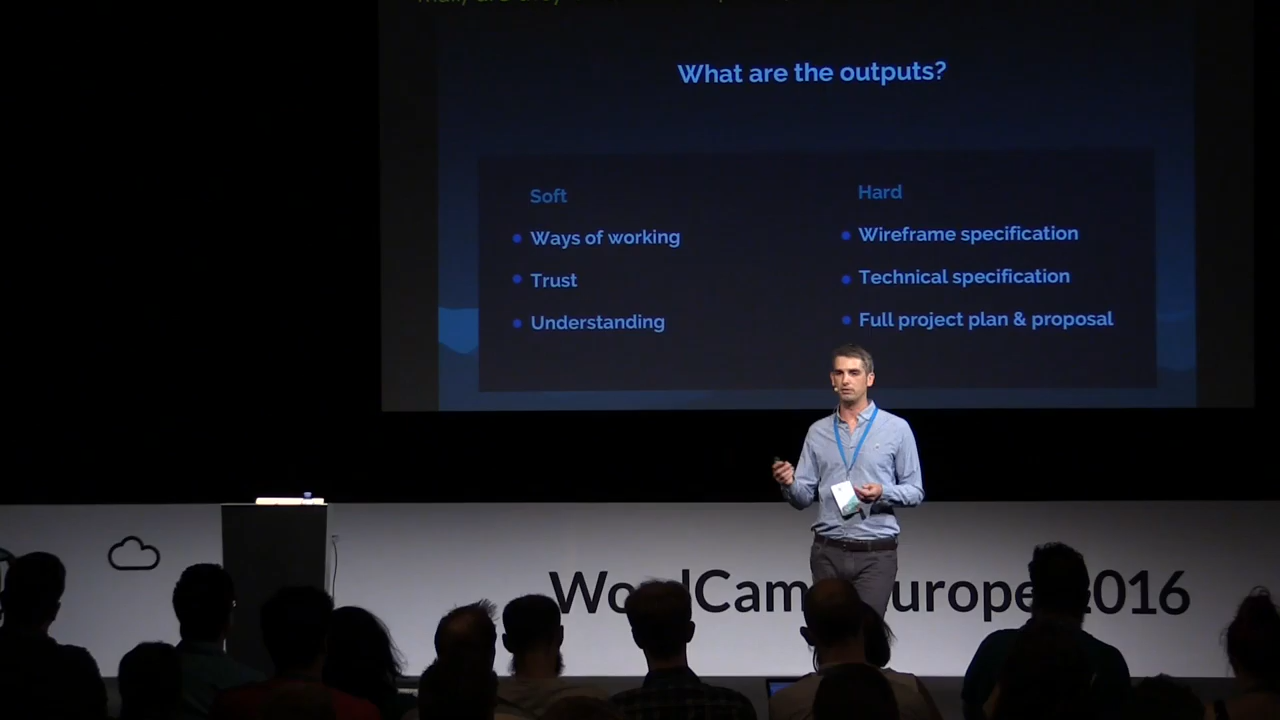 What are the outputs?
Soft
Ways of working
Trust
Understanding
Hard
Wireframe specification
Technical specification
Full project plan & proposal
2016